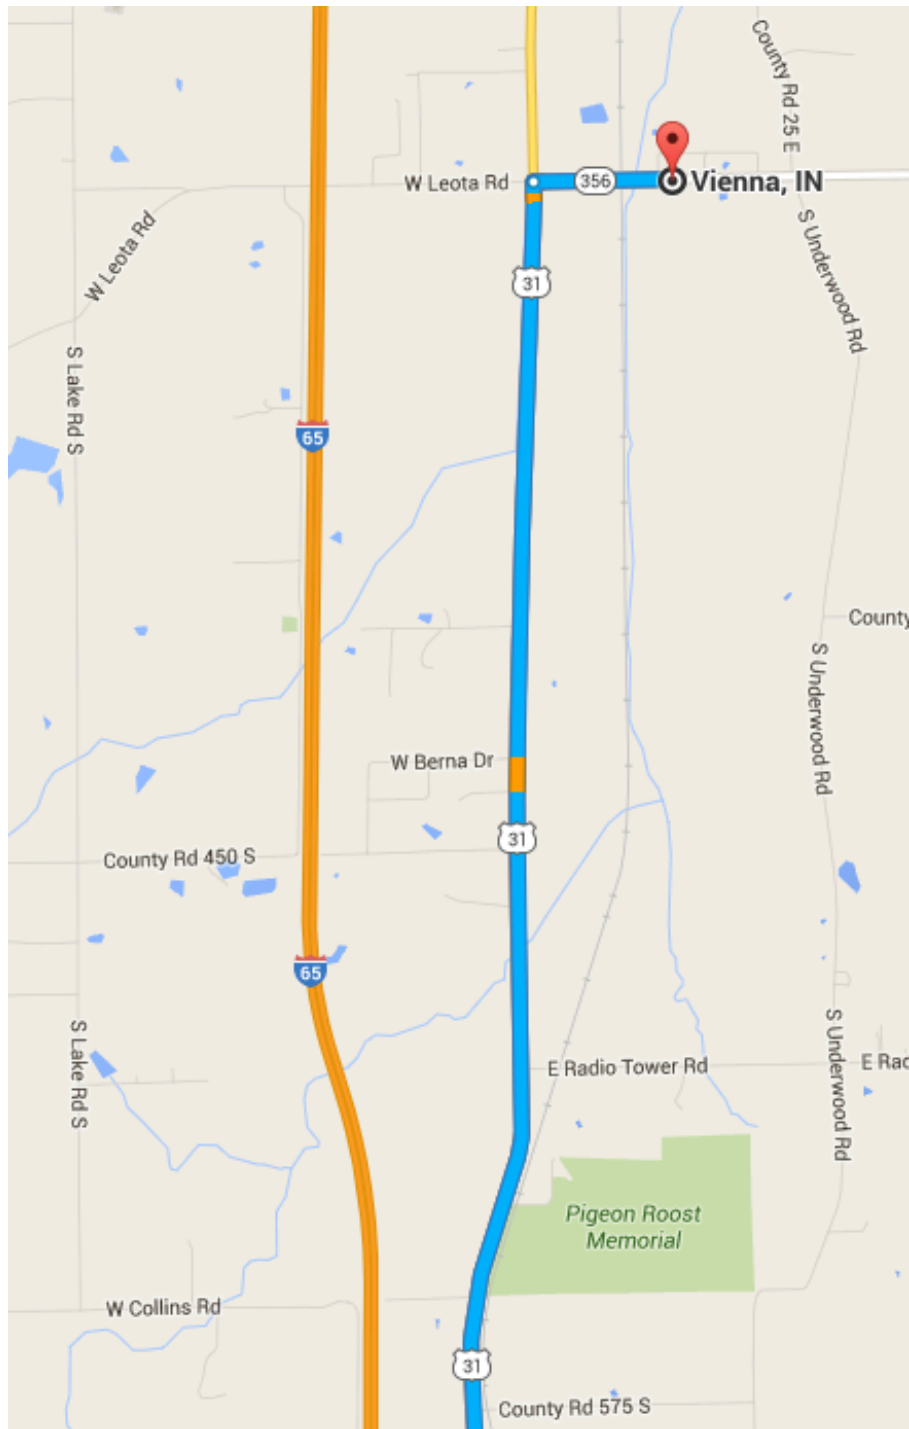 County Rd 25 E
W Leota Rd
356
Vienna, IN
W Leota Rd
S Underwood Rd
31
S Lake Rd S
65
County
S Underwood Rd
W Berna Dr
31
County Rd 450 S
65
S Lake Rd S
S Underwood Rd
E Radio Tower Rd
E Rad
Pigeon Roost
Memorial
W Collins Rd
31
County Rd 575 S